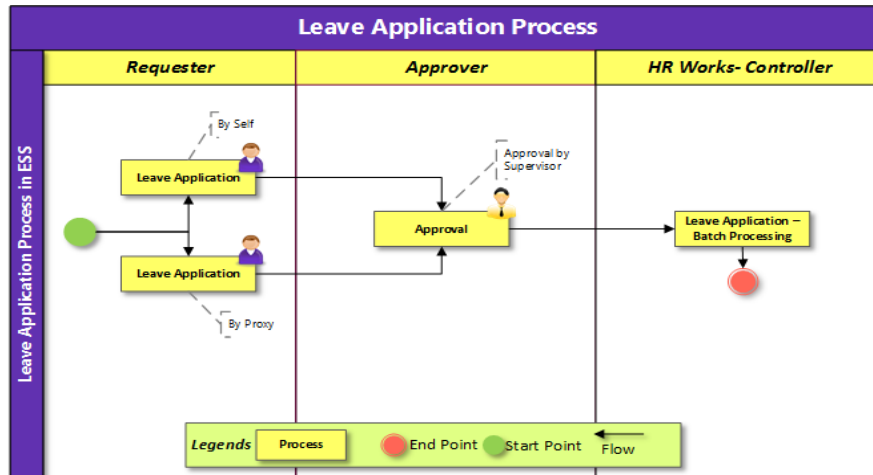 Leave Application Process
Leave Application Process in ESS
Requester
Approver
HR Works- Controller
By Self
Leave Application
Approval by
Supervisor
Approval
Leave Application –
Batch Processing
Leave Application
By Proxy
Legends
Process
End Point
Start Point
Flow